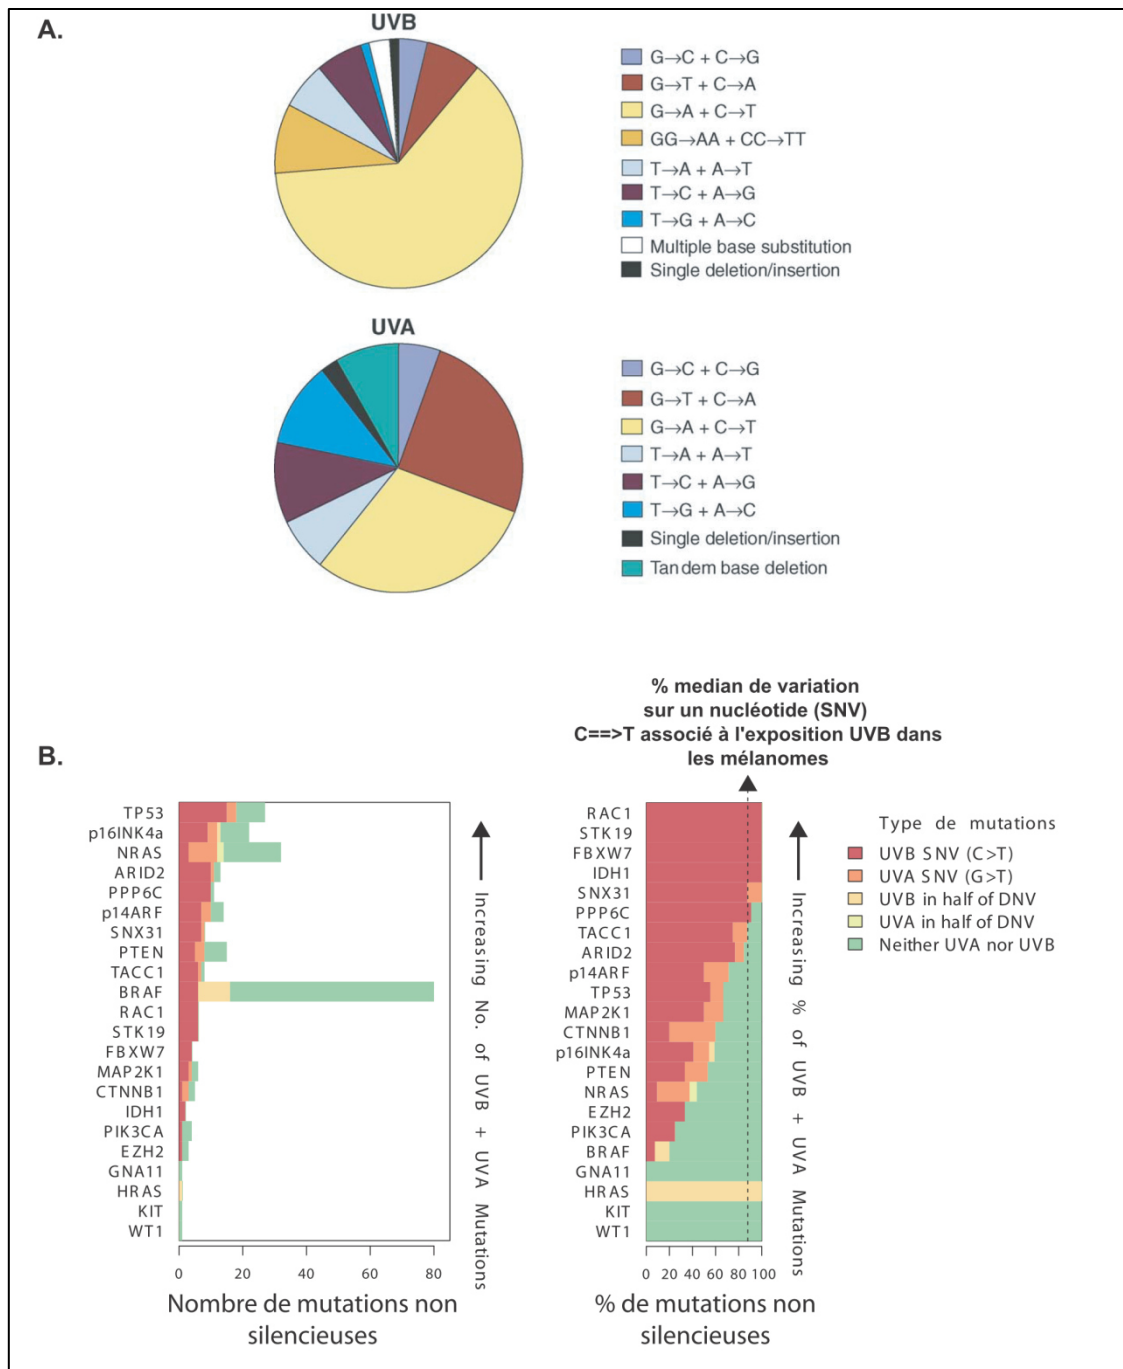 A.
UVB
G→C + C→G
G→T + C→A
G→A + C→T
GG→AA + CC→TT
T→A + A→T
T→C + A→G
T→G + A→C
Multiple base substitution
Single deletion/insertion
UVA
G→C + C→G
G→T + C→A
G→A + C→T
T→A + A→T
T→C + A→G
T→G + A→C
Single deletion/insertion
Tandem base deletion
% median de variation
sur un nucléotide (SNV)
C==>T associé à l'exposition UVB dans
les mélanomes
B.
TP53
p16INK4a
NRAS
ARID2
PPP6C
p14ARF
SNX31
PTEN
TACC1
BRAF
RAC1
STK19
FBXW7
MAP2K1
CTNNB1
IDH1
PIK3CA
EZH2
GNA11
HRAS
KIT
WT1
0 20 40 60 80
Nombre de mutations non
silencieuses
Increasing No. of UVB + UVA Mutations
RAC1
STK19
FBXW7
IDH1
SNX31
PPP6C
TACC1
ARID2
p14ARF
TP53
MAP2K1
CTNNB1
p16INK4a
PTEN
NRAS
EZH2
PIK3CA
BRAF
GNA11
HRAS
KIT
WT1
0 20 40 60 80 100
% de mutations non
silencieuses
Increasing % of UVB + UVA Mutations
Type de mutations
UVB SNV (C>T)
UVA SNV (G>T)
UVB in half of DNV
UVA in half of DNV
Neither UVA nor UVB